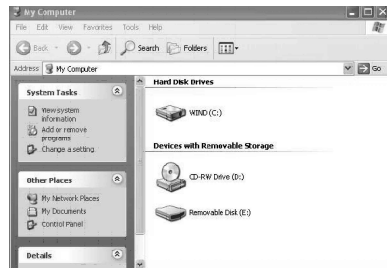 My Computer
File Edit View Favorites Tools Help
Back Search Folders
Address My Computer Go
System Tasks
View system
information
Add or remove
programs
Change a setting
Other Places
My Network Places
My Documents
Control Panel
Details
Hard Disk Drives
WIND (C:)
Devices with Removable Storage
CD-RW Drive (D:)
Removable Disk (E:)